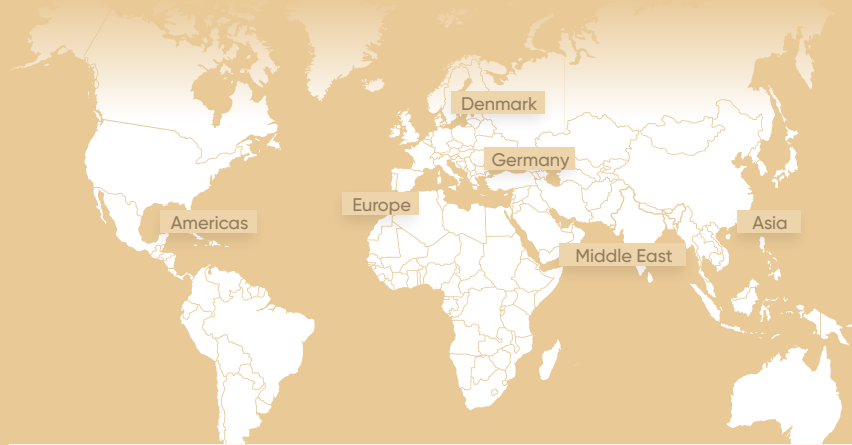 Denmark
Germany
Europe
Americas
Asia
Middle East